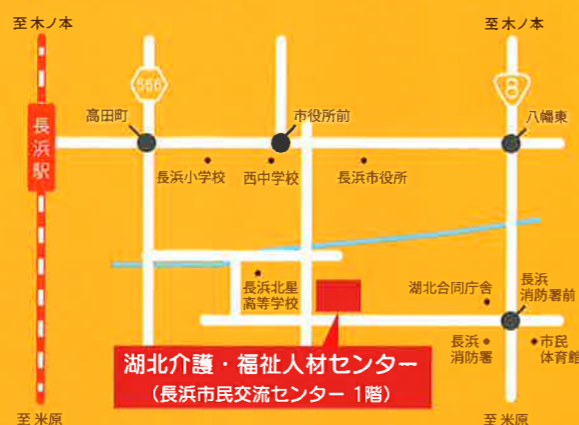 至 木ノ本
至 木ノ本
566
8
高田町
市役所前
八幡東
長浜駅
長浜小学校
西中学校
長浜市役所
長浜北星
高等学校
湖北合同庁舎
長浜
消防署前
長浜
消防署
市民
体育館
湖北介護・福祉人材センター
（長浜市民交流センター 1階）
至 米原
至 米原